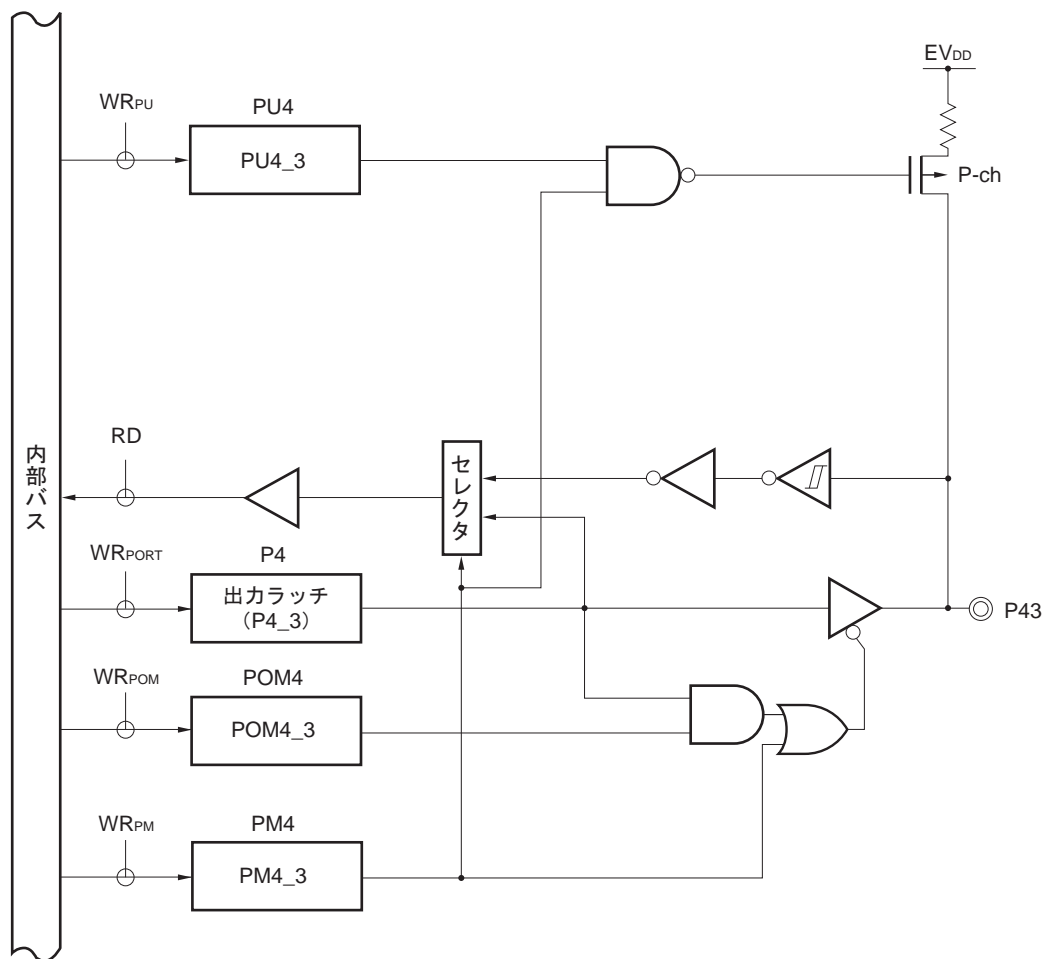 EVDD
WRPU
PU4
PU4_3
P-ch
内部バス
RD
セレクタ
WRPORT
P4
出力ラッチ
（P4_3）
P43
WRPOM
POM4
POM4_3
WRPM
PM4
PM4_3